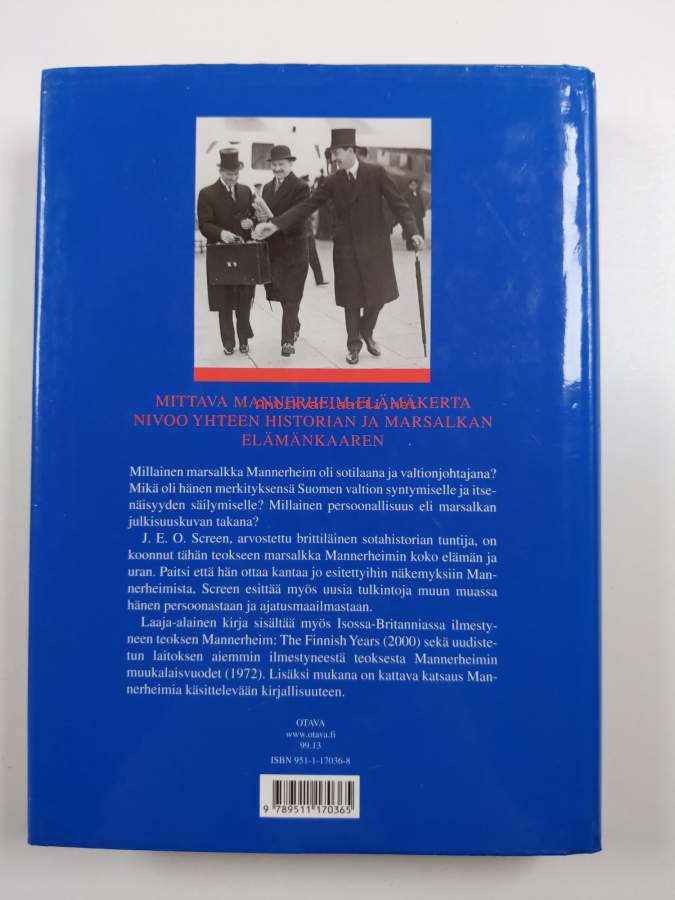 MITTAVA MANNERHEIM-ELÄMÄKERTA
antikvariaatti.net
NIVOO YHTEEN HISTORIAN JA MARSALKAN
ELÄMÄNKAAREN
Millainen marsalkka Mannerheim oli sotilaana ja valtionjohtajana?
Mikä oli hänen merkityksensä Suomen valtion syntymiselle ja itse-
näisyyden säilymiselle? Millainen persoonallisuus eli marsalkan
julkisuuskuvan takana?
J. E. O. Screen, arvostettu brittiläinen sotahistorian tuntija, on
koonnut tähän teokseen marsalkka Mannerheimin koko elämän ja
uran. Paitsi että hän ottaa kantaa jo esitettyihin näkemyksiin Man-
nerheimista, Screen esittää myös uusia tulkintoja muun muassa
hänen persoonastaan ja ajatusmaailmastaan.
Laaja-alainen kirja sisältää myös Isossa-Britanniassa ilmesty-
neen teoksen Mannerheim: The Finnish Years (2000) sekä uudiste-
tun laitoksen aiemmin ilmestyneestä teoksesta Mannerheimin
muukalaisvuodet (1972). Lisäksi mukana on kattava katsaus Man-
nerheimia käsittelevään kirjallisuuteen.
OTAVA
www.otava.fi
99.13
ISBN 951-1-17036-8
9 789511 170365